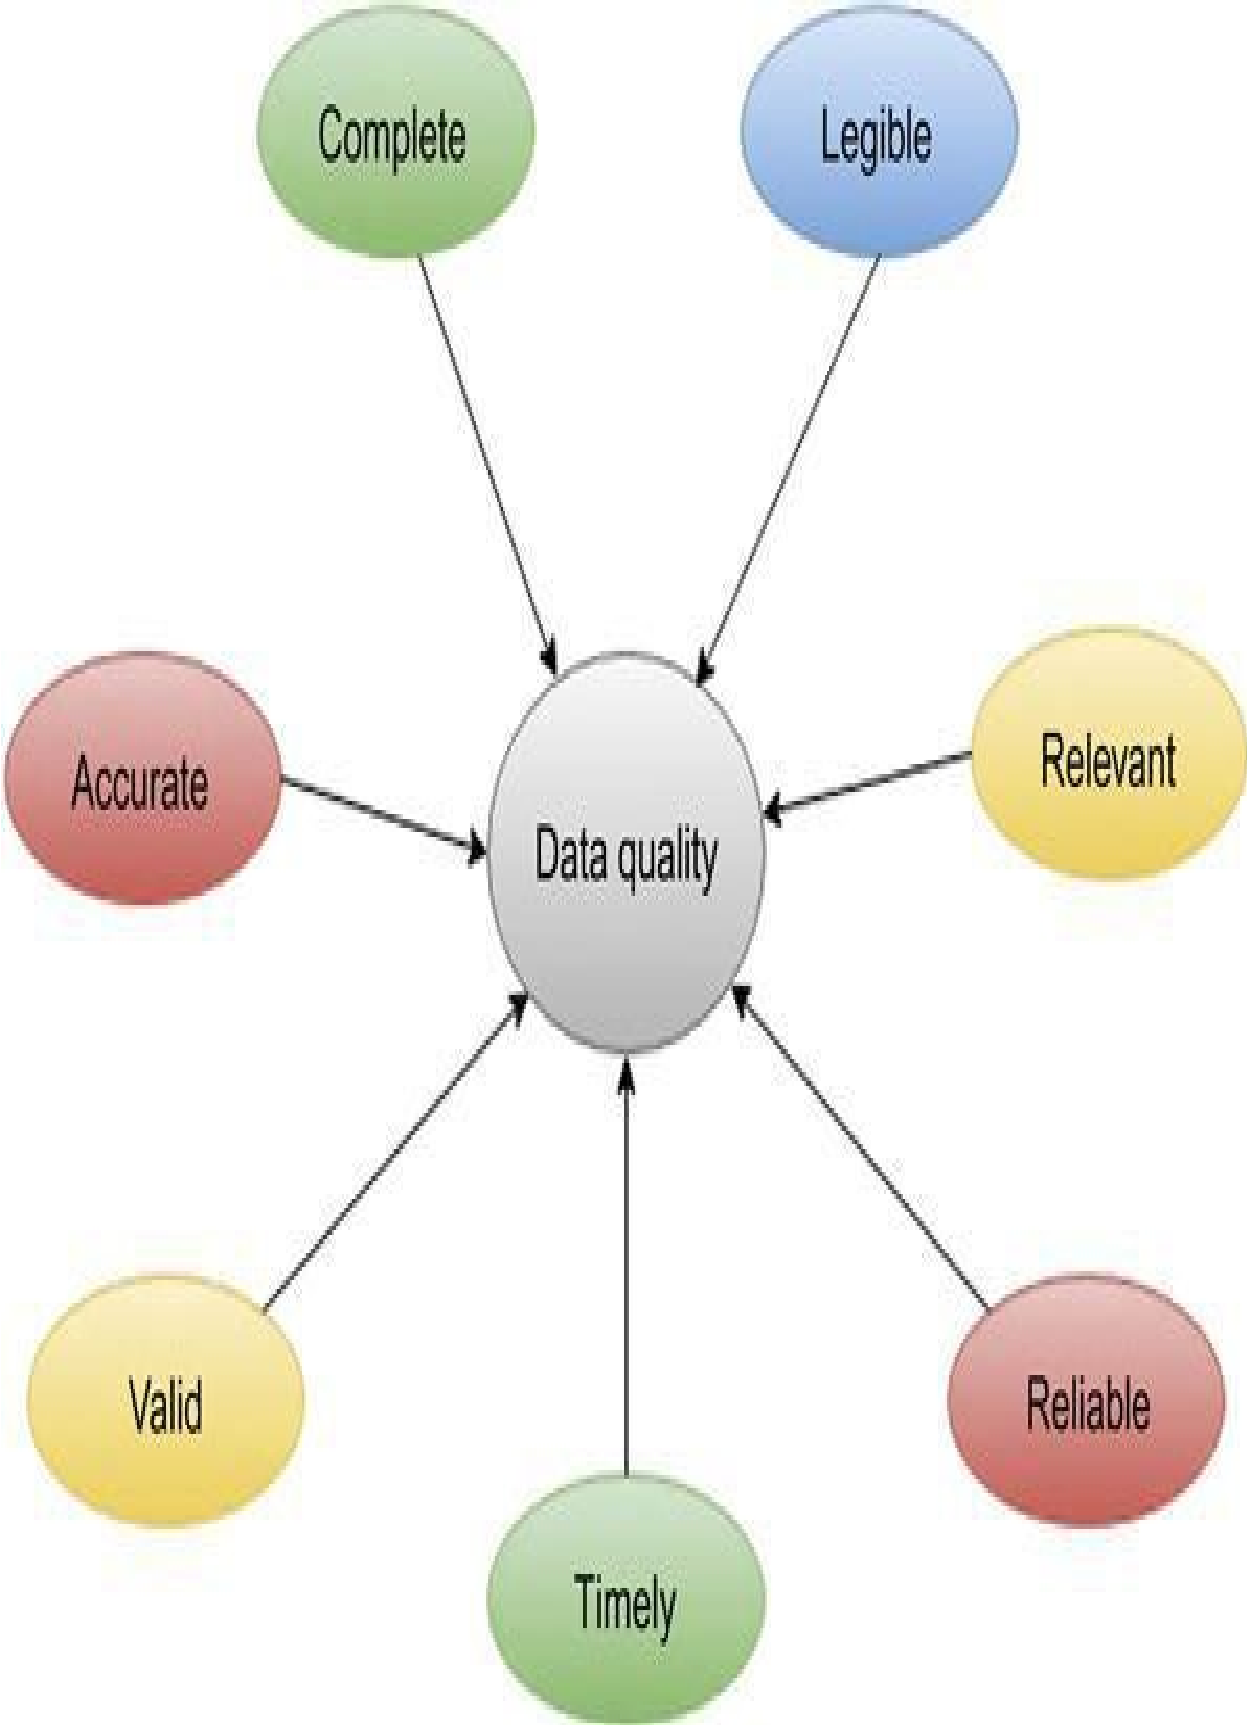 Complete
Legible
Accurate
Relevant
Data quality
Valid
Reliable
Timely